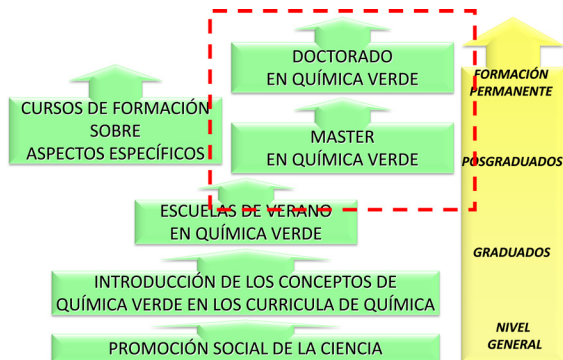 DOCTORADO
EN QUÍMICA VERDE
FORMACIÓN
PERMANENTE
CURSOS DE FORMACIÓN
SOBRE
ASPECTOS ESPECÍFICOS
MASTER
EN QUÍMICA VERDE
POSGRADUADOS
ESCUELAS DE VERANO
EN QUÍMICA VERDE
GRADUADOS
INTRODUCCIÓN DE LOS CONCEPTOS DE
QUÍMICA VERDE EN LOS CURRICULA DE QUÍMICA
NIVEL
GENERAL
PROMOCIÓN SOCIAL DE LA CIENCIA